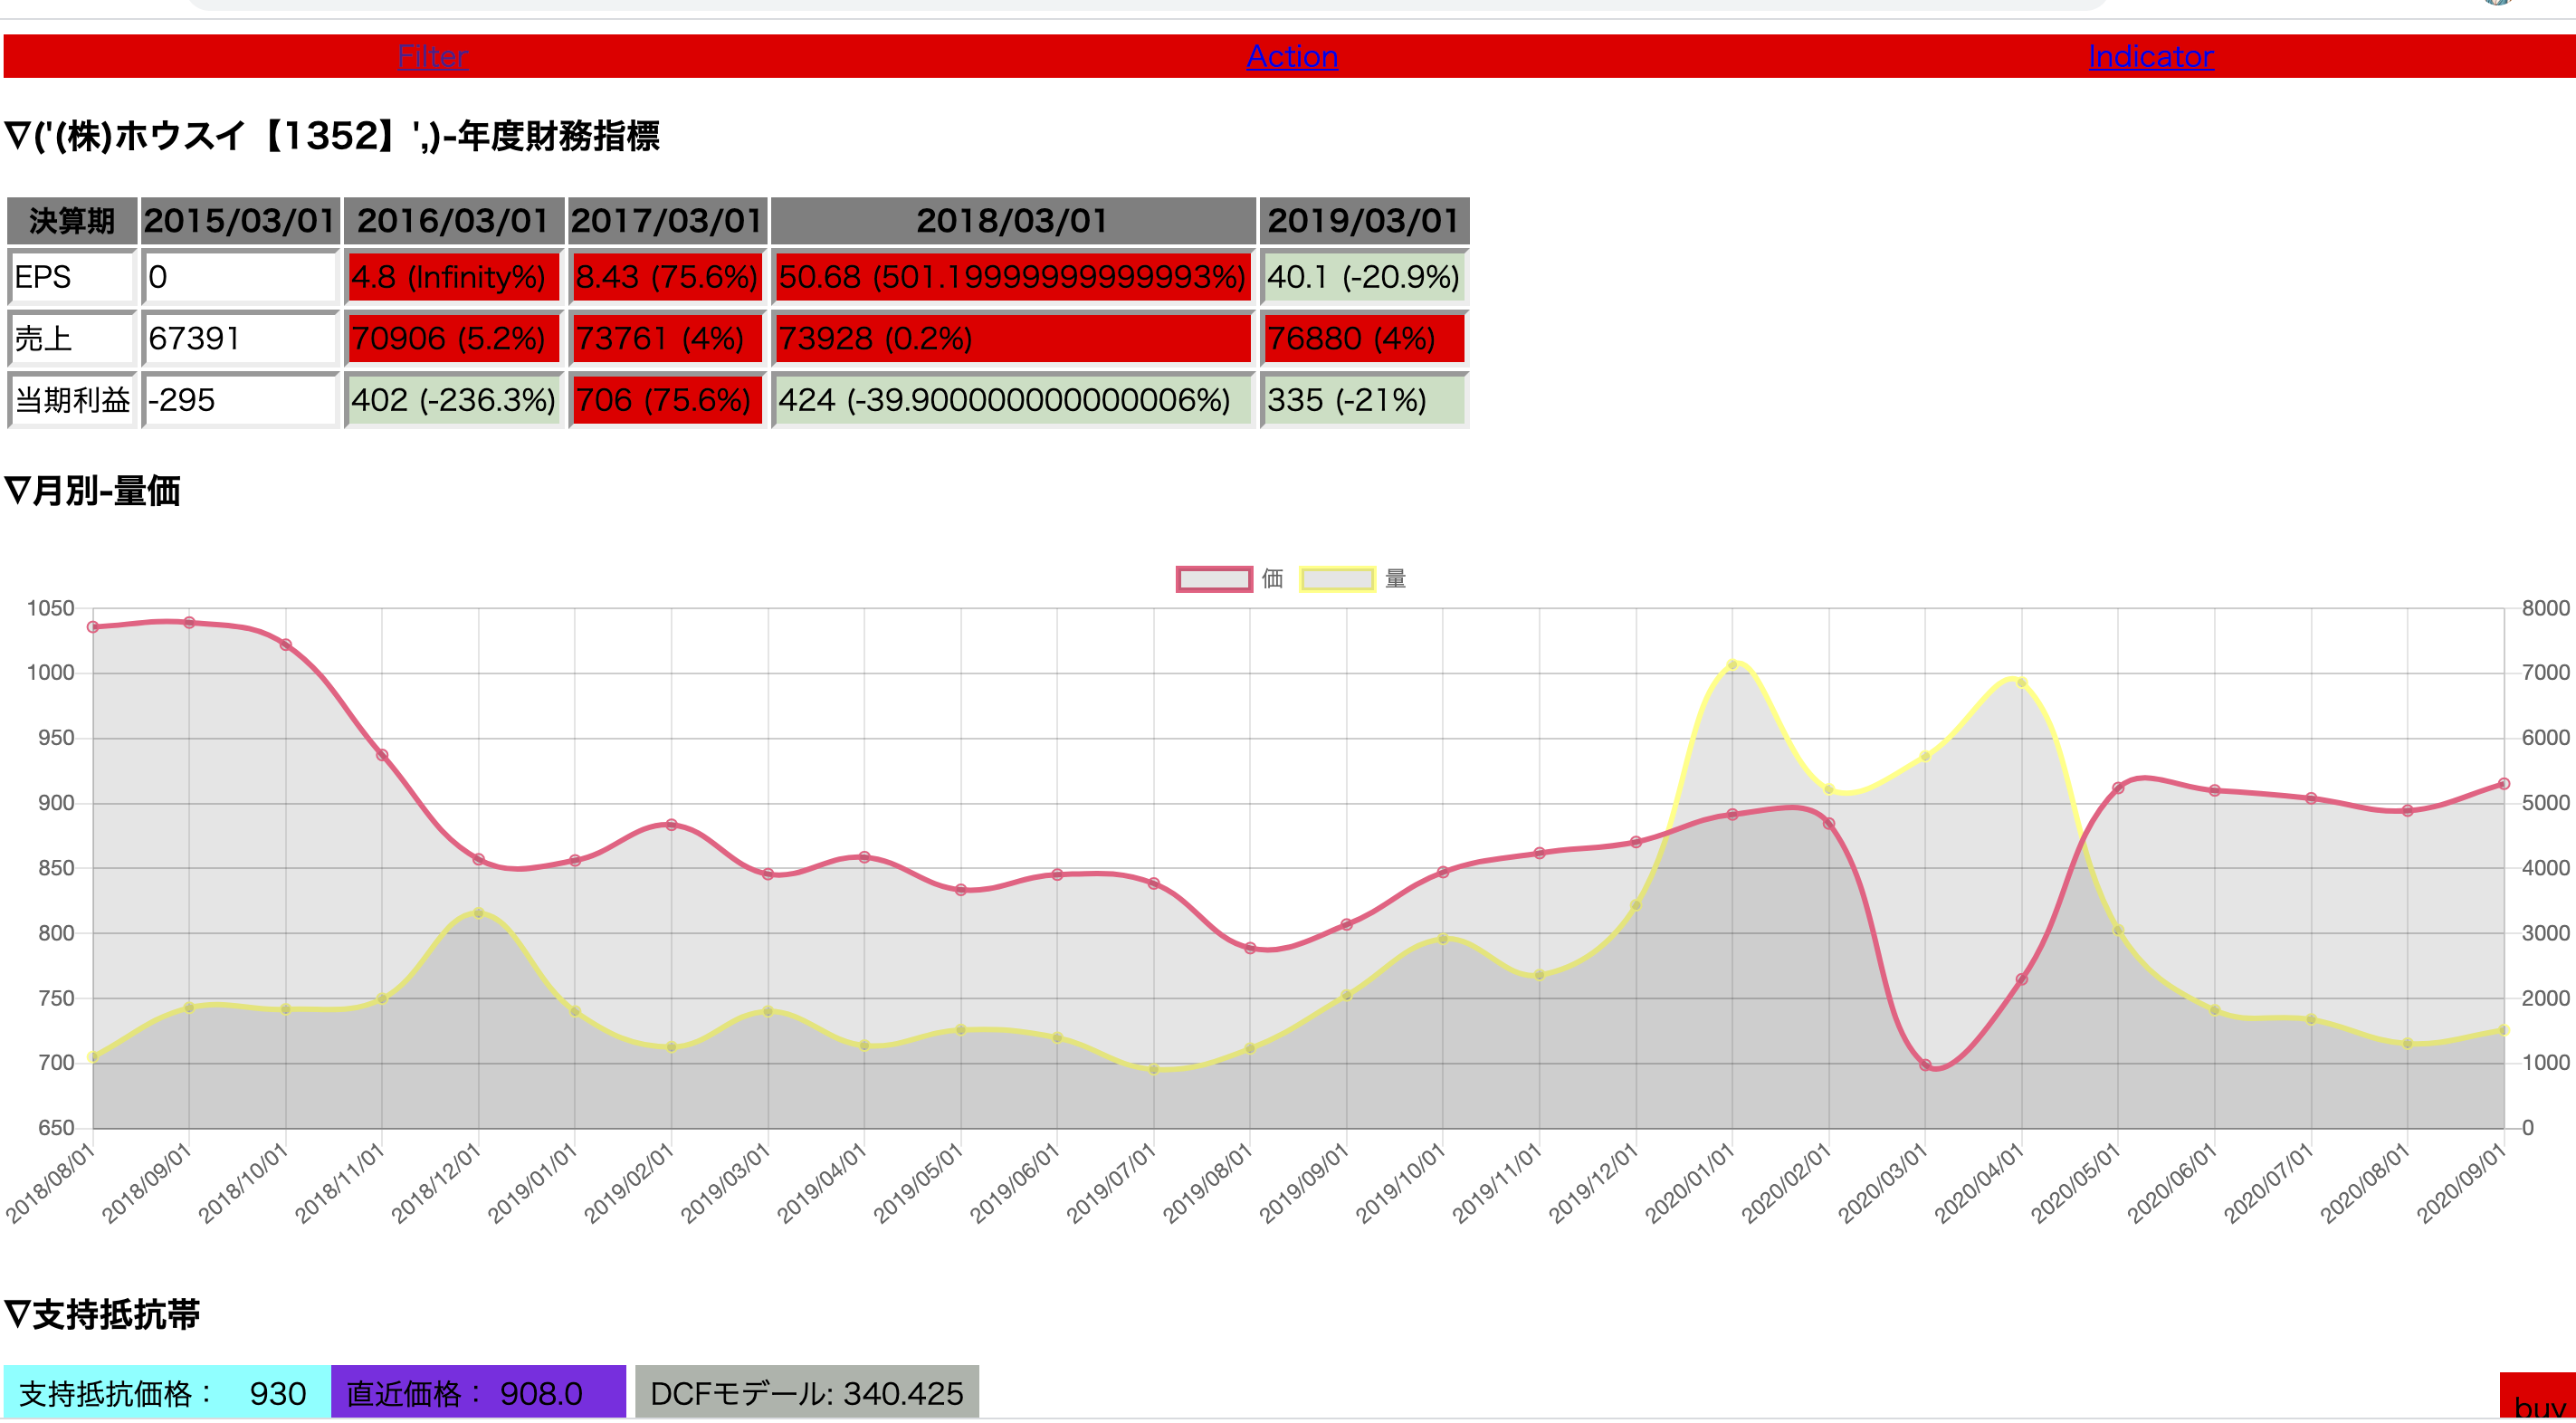 Filter Action Indicator
▽('(株)ホウスイ【1352】',)-年度財務指標
決算期 2015/03/01 2016/03/01 2017/03/01 2018/03/01 2019/03/01
EPS 0 4.8 (Infinity%) 8.43 (75.6%) 50.68 (501.19999999999993%) 40.1 (-20.9%)
売上 67391 70906 (5.2%) 73761 (4%) 73928 (0.2%) 76880 (4%)
当期利益 -295 402 (-236.3%) 706 (75.6%) 424 (-39.900000000000006%) 335 (-21%)
▽月別-量価
価 量
1050 8000
1000 7000
950 6000
900 5000
850 4000
800 3000
750 2000
700 1000
650 0
2018/08/01 2018/09/01 2018/10/01 2018/11/01 2018/12/01 2019/01/01 2019/02/01 2019/03/01 2019/04/01 2019/05/01 2019/06/01 2019/07/01 2019/08/01 2019/09/01 2019/10/01 2019/11/01 2019/12/01 2020/01/01 2020/02/01 2020/03/01 2020/04/01 2020/05/01 2020/06/01 2020/07/01 2020/08/01 2020/09/01
▽支持抵抗帯
支持抵抗価格： 930 直近価格： 908.0 DCFモデール: 340.425 buy